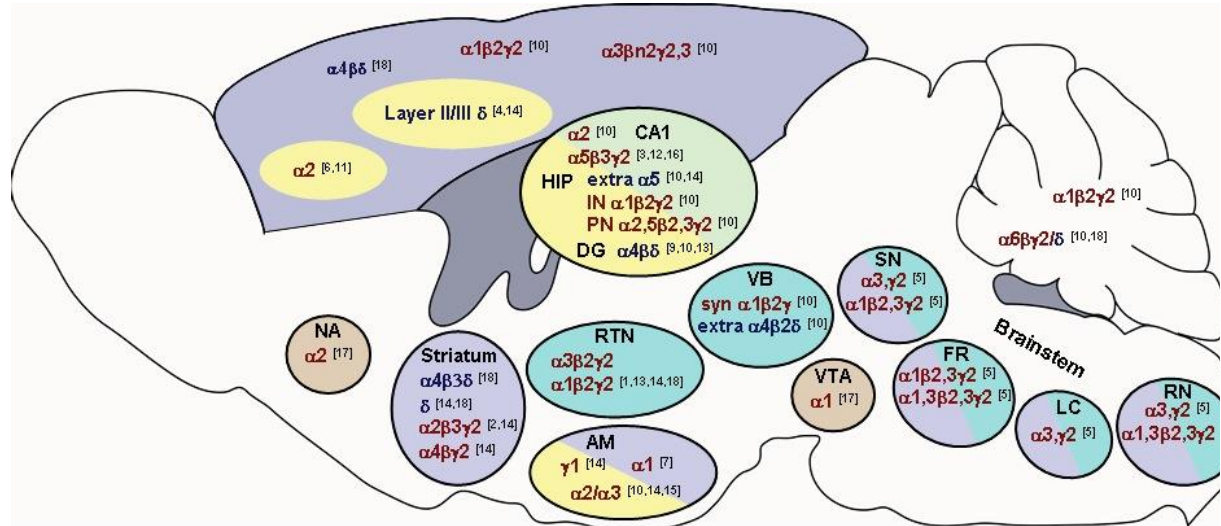 α1β2γ2 [10]
α3βn2γ2,3 [10]
α4βδ [18]
Layer II/III δ [4,14]
α2 [6,11]
α2 [10] CA1
α5β3γ2 [3,12,16]
HIP extra α5 [10,14]
IN α1β2γ2 [10]
PN α2,5β2,3γ2 [10]
DG α4βδ [9,10,13]
α1β2γ2 [10]
α6βγ2/δ [10,18]
SN
α3,γ2 [5]
α1β2,3γ2 [5]
VB
syn α1β2γ [10]
extra α4β2δ [10]
NA
α2 [17]
Striatum
α4β3δ [18]
δ [14,18]
α2β3γ2 [2,14]
α4βγ2 [14]
RTN
α3β2γ2
α1β2γ2 [1,13,14,18]
AM
γ1 [14] α1 [7]
α2/α3 [10,14,15]
VTA
α1 [17]
Brainstem
FR
α1β2,3γ2 [5]
α1,3β2,3γ2 [5]
LC
α3,γ2 [5]
RN
α3,γ2 [5]
α1,3β2,3γ2